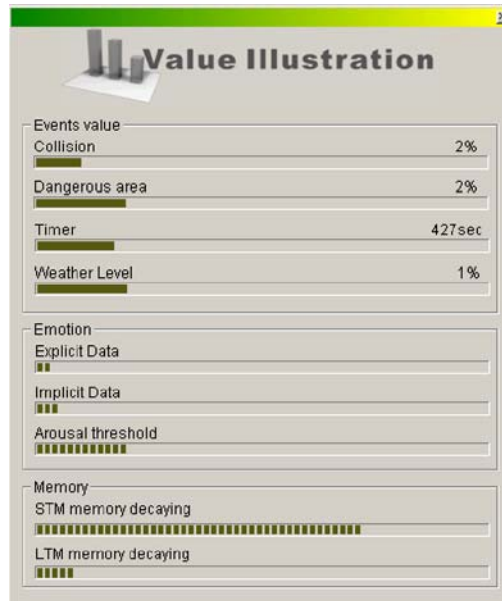 Value Illustration
Events value
Collision 2%
Dangerous area 2%
Timer 427sec
Weather Level 1%
Emotion
Explicit Data
Implicit Data
Arousal threshold
Memory
STM memory decaying
LTM memory decaying